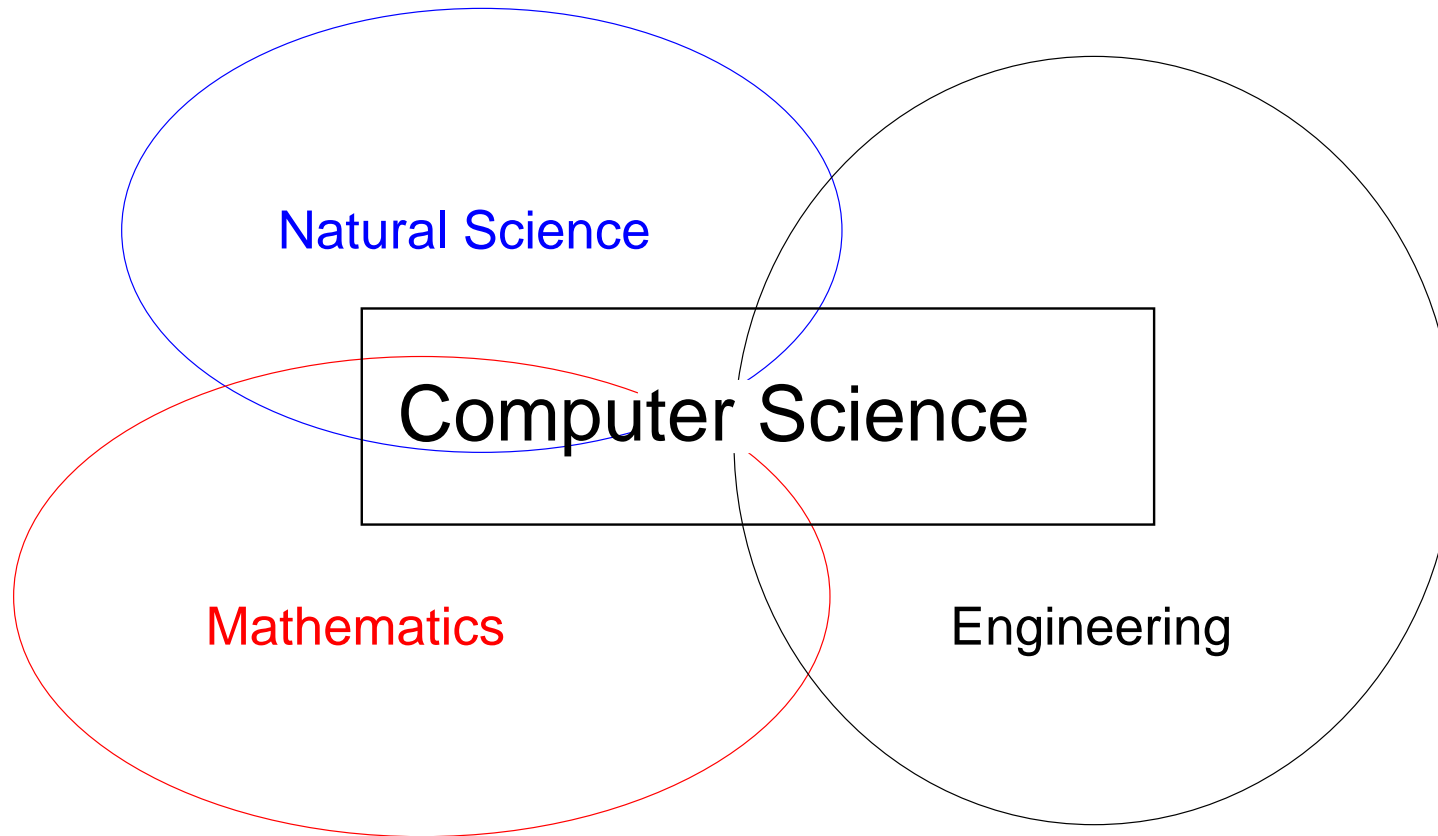 Natural Science
Computer Science
Mathematics
Engineering